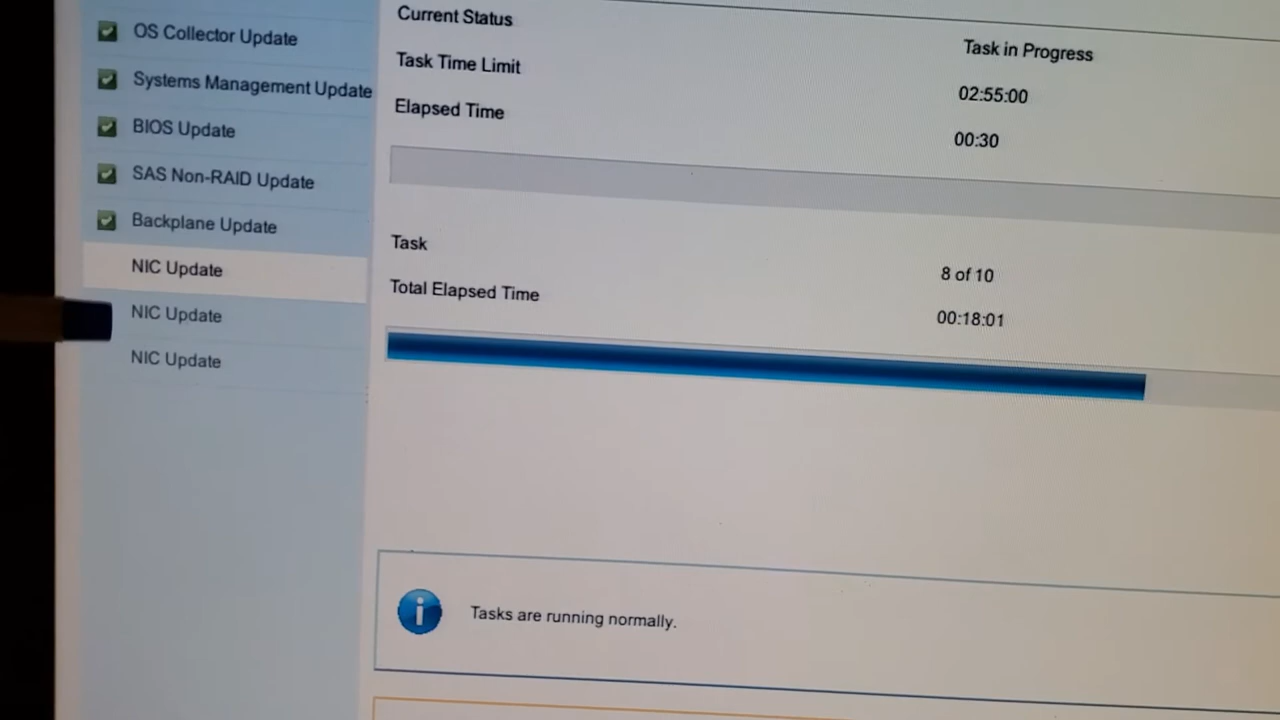 OS Collector Update
Systems Management Update
BIOS Update
SAS Non-RAID Update
Backplane Update
NIC Update
NIC Update
NIC Update
Current Status
Task in Progress
Task Time Limit
02:55:00
Elapsed Time
00:30
Task
8 of 10
Total Elapsed Time
00:18:01
Tasks are running normally.